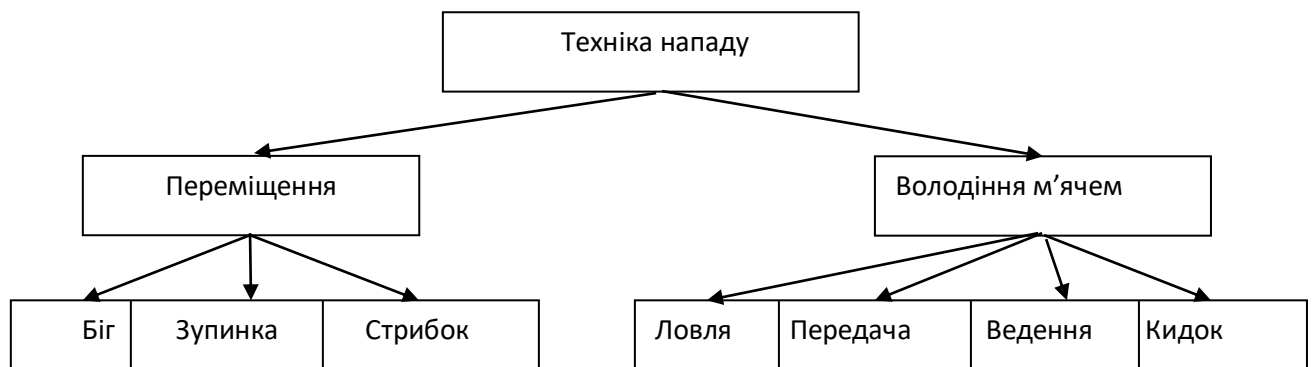 Техніка нападу
Переміщення
Володіння м’ячем
Біг
Зупинка
Стрибок
Ловля
Передача
Ведення
Кидок